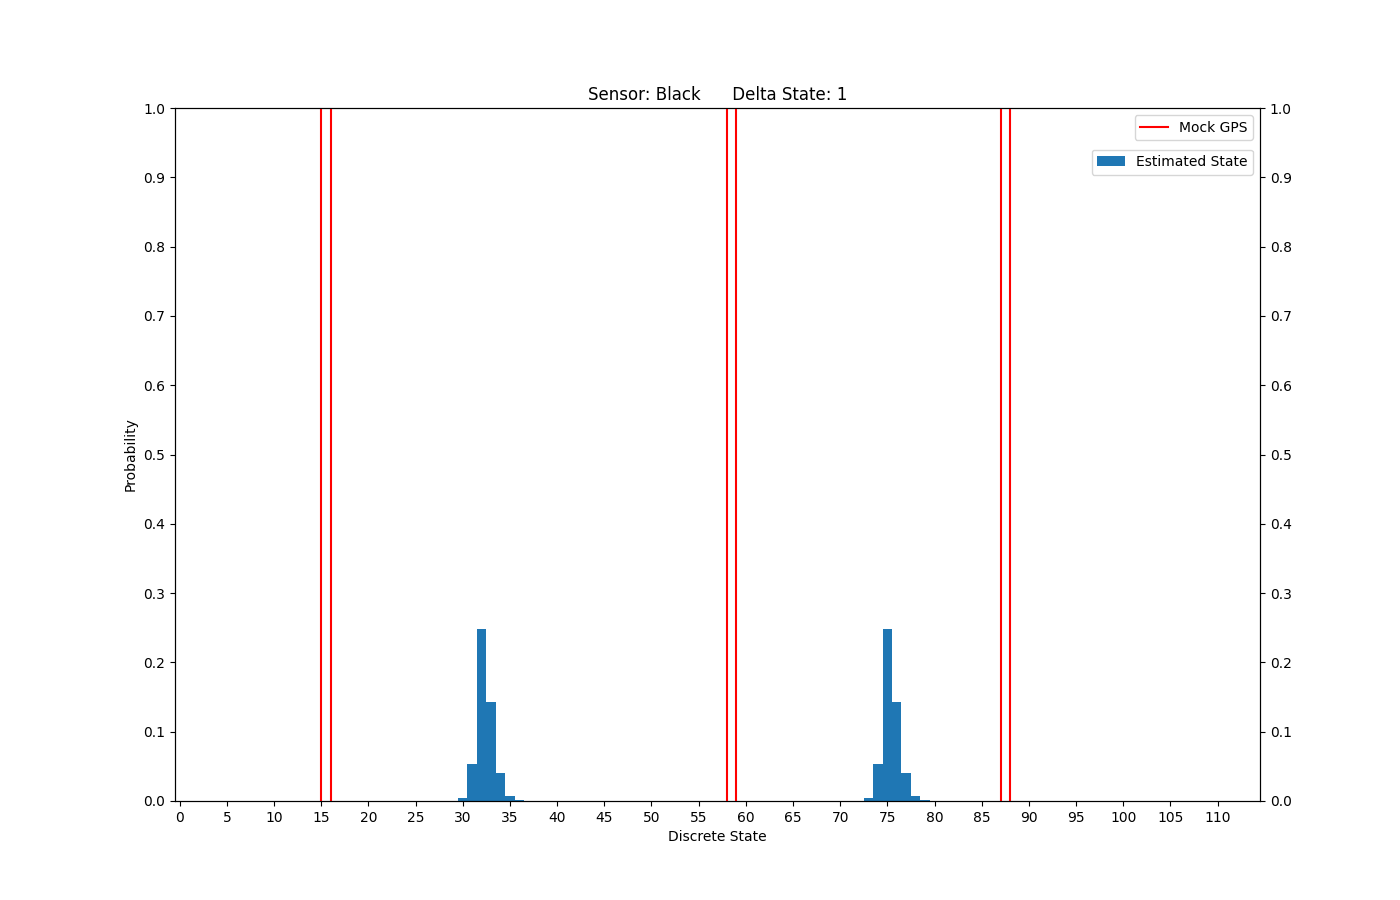 Sensor: Black Delta State: 1
1.0 1.0
Mock GPS
Estimated State
0.9 0.9
0.8 0.8
0.7 0.7
0.6 0.6
0.5 0.5
0.4 0.4
0.3 0.3
0.2 0.2
0.1 0.1
0.0 0.0
Probability
0 5 10 15 20 25 30 35 40 45 50 55 60 65 70 75 80 85 90 95 100 105 110
Discrete State